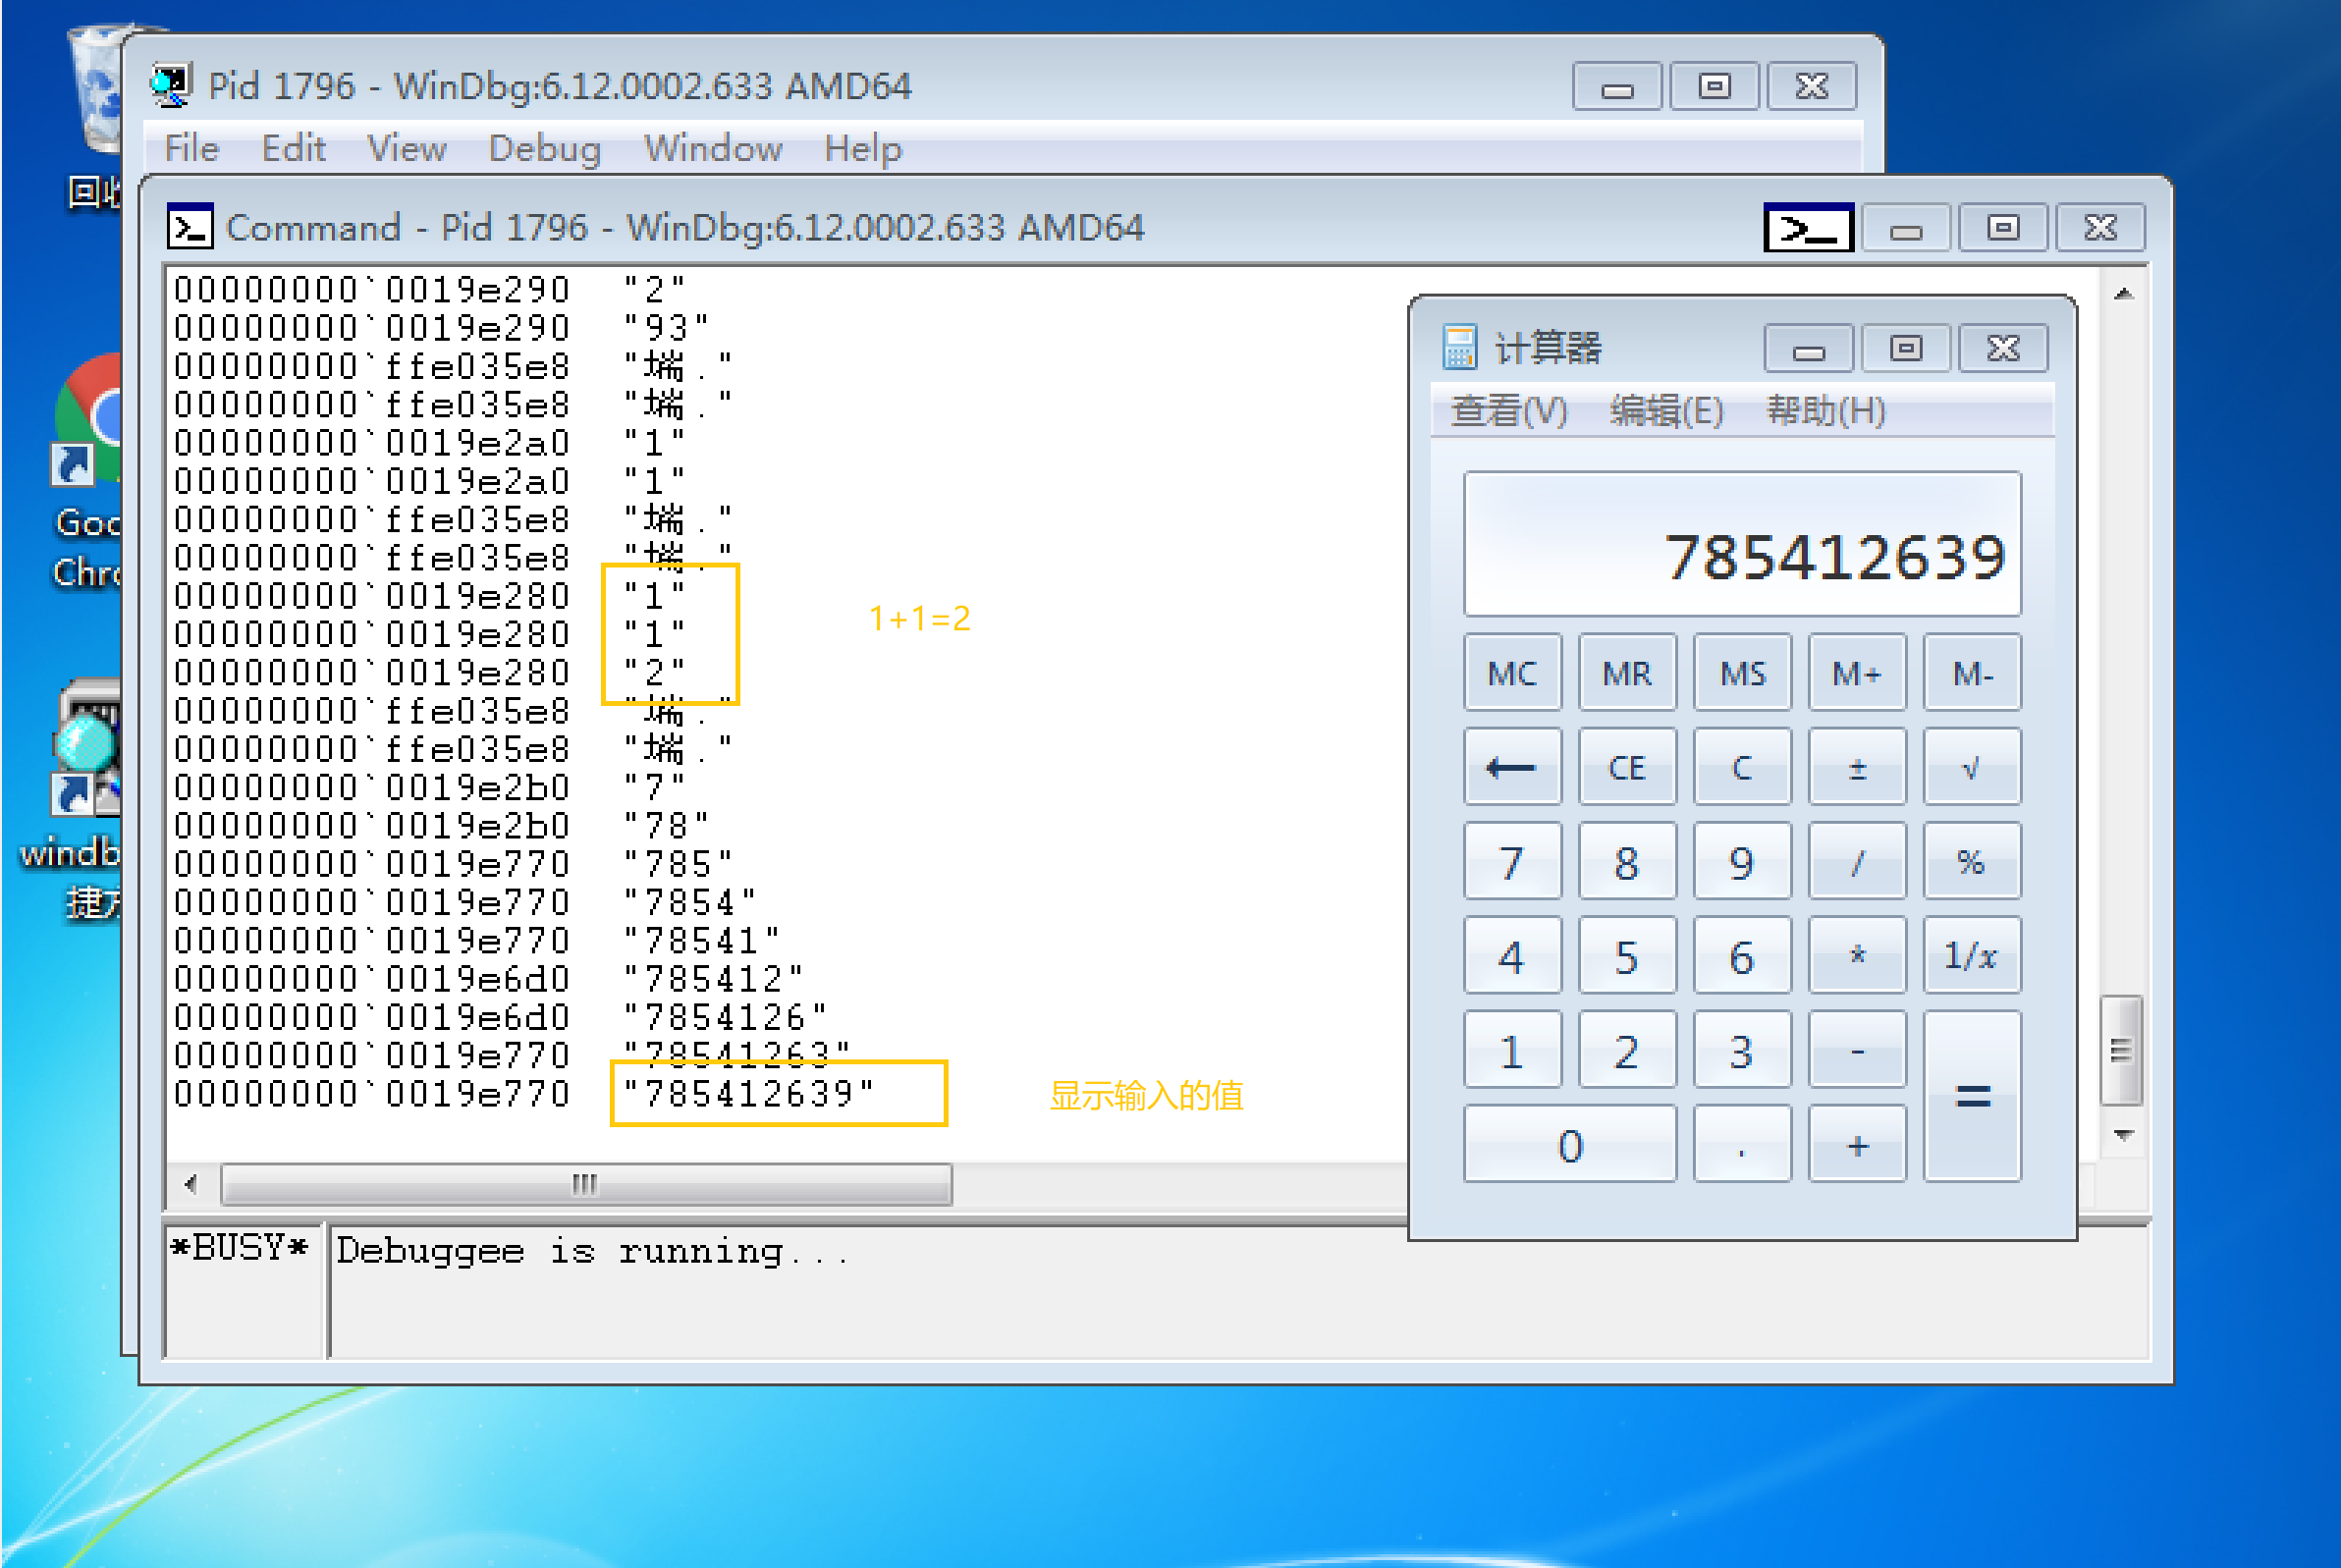 Pid 1796 - WinDbg:6.12.0002.633 AMD64
File Edit View Debug Window Help
Command - Pid 1796 - WinDbg:6.12.0002.633 AMD64
00000000`0019e290 "2"
00000000`0019e290 "93"
00000000`ffe035e8 "墘."
00000000`ffe035e8 "墘."
00000000`0019e2a0 "1"
00000000`0019e2a0 "1"
00000000`ffe035e8
00000000`ffe035e8
00000000`0019e280 "1"
00000000`0019e280 "1"
00000000`0019e280 "2"
1+1=2
00000000`ffe035e8
00000000`ffe035e8
00000000`0019e2b0 "7"
00000000`0019e2b0 "78"
00000000`0019e770 "785"
00000000`0019e770 "7854"
00000000`0019e770 "78541"
00000000`0019e6d0 "785412"
00000000`0019e6d0 "7854126"
00000000`0019e770 "78541263"
00000000`0019e770 "785412639"
显示输入的值
*BUSY* Debuggee is running...
计算器
查看(V) 编辑(E) 帮助(H)
785412639
MC MR MS M+ M-
← CE C ± √
7 8 9 / %
4 5 6 * 1/x
1 2 3 - =
0 . +
回收
Goo
Chro
windb
捷方